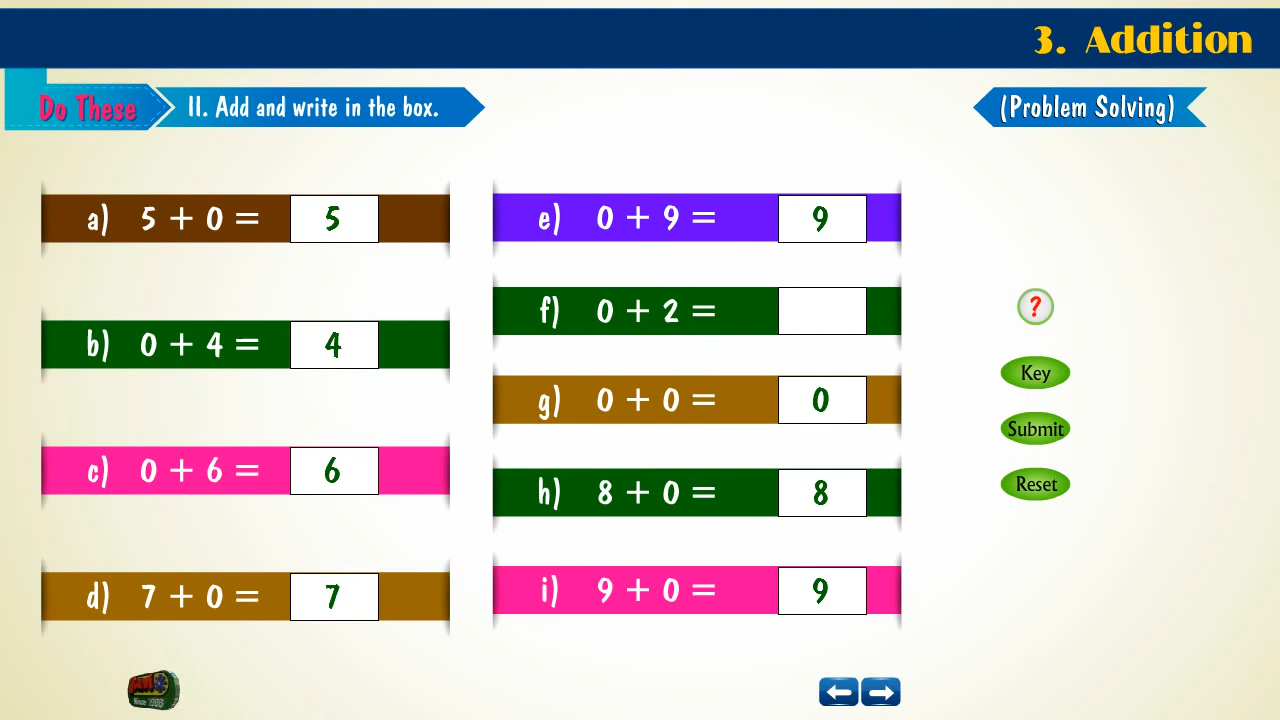 3. Addition
Do These
II. Add and write in the box.
(Problem Solving)
a) 5 + 0 = 5
b) 0 + 4 = 4
c) 0 + 6 = 6
d) 7 + 0 = 7
e) 0 + 9 = 9
f) 0 + 2 =
g) 0 + 0 = 0
h) 8 + 0 = 8
i) 9 + 0 = 9
?
Key
Submit
Reset
Since 1988